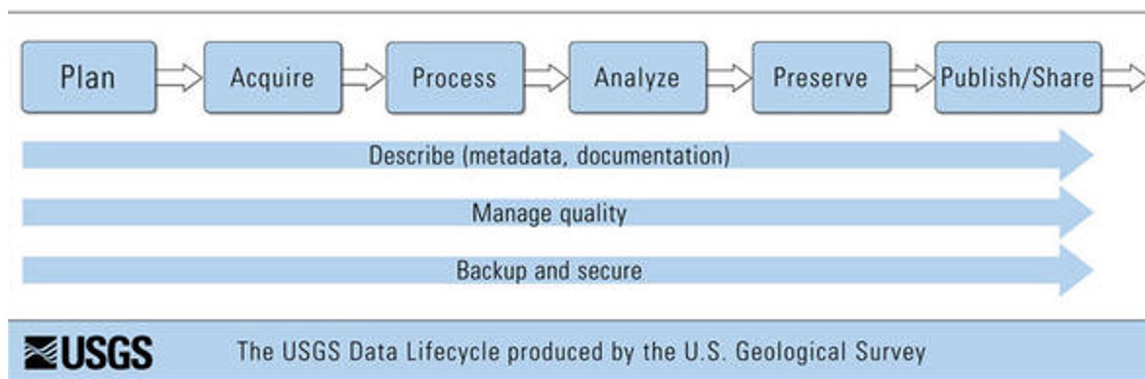 Plan
Acquire
Process
Analyze
Preserve
Publish/Share
Describe (metadata, documentation)
Manage quality
Backup and secure
USGS
The USGS Data Lifecycle produced by the U.S. Geological Survey